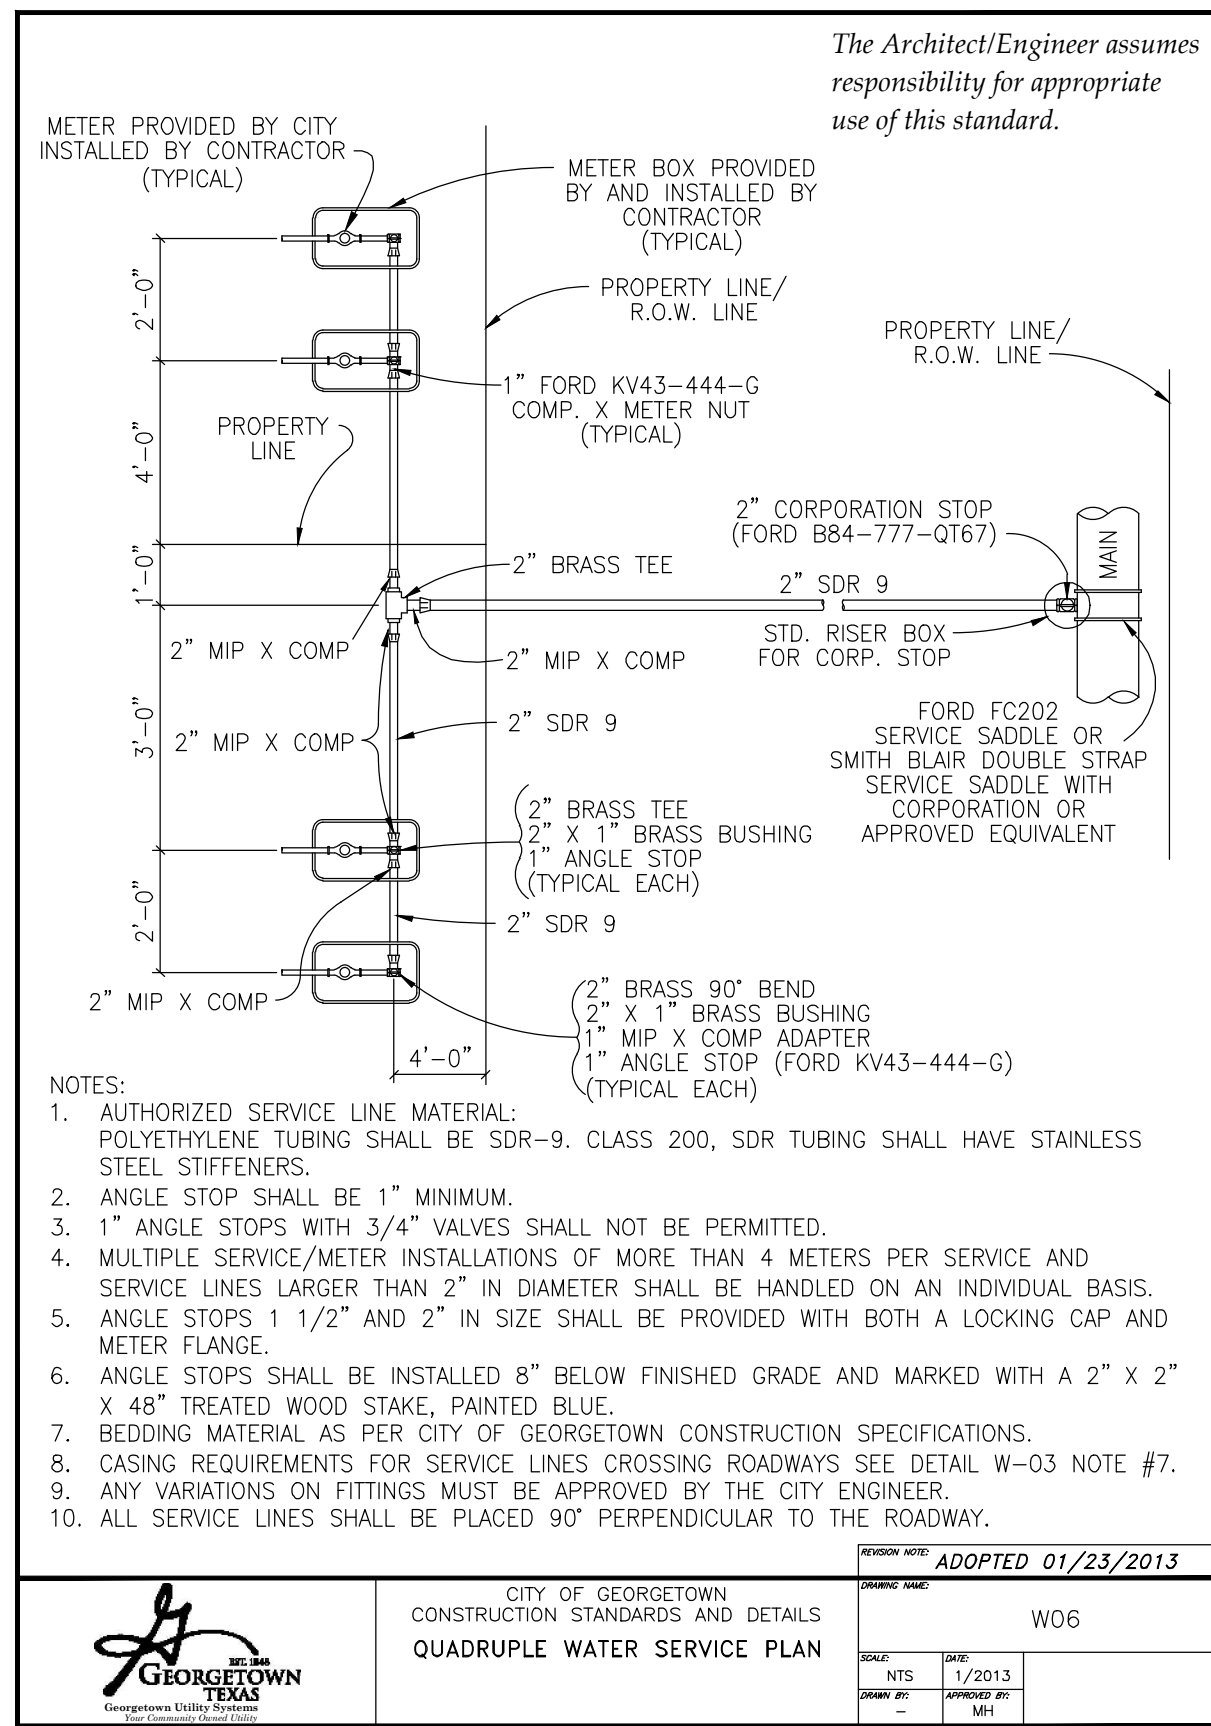 The Architect/Engineer assumes
responsibility for appropriate
use of this standard.
METER PROVIDED BY CITY
INSTALLED BY CONTRACTOR
(TYPICAL)
METER BOX PROVIDED
BY AND INSTALLED BY
CONTRACTOR
(TYPICAL)
PROPERTY LINE/
R.O.W. LINE
PROPERTY LINE/
R.O.W. LINE
2'-0"
1" FORD KV43-444-G
COMP. X METER NUT
(TYPICAL)
PROPERTY
LINE
4'-0"
2" CORPORATION STOP
(FORD B84-777-QT67)
MAIN
1'-0"
2" BRASS TEE
2" SDR 9
2" MIP X COMP
2" MIP X COMP
STD. RISER BOX
FOR CORP. STOP
3'-0"
2" MIP X COMP
2" SDR 9
FORD FC202
SERVICE SADDLE OR
SMITH BLAIR DOUBLE STRAP
SERVICE SADDLE WITH
CORPORATION OR
APPROVED EQUIVALENT
2" BRASS TEE
2" X 1" BRASS BUSHING
1" ANGLE STOP
(TYPICAL EACH)
2'-0"
2" SDR 9
2" MIP X COMP
2" BRASS 90° BEND
2" X 1" BRASS BUSHING
1" MIP X COMP ADAPTER
1" ANGLE STOP (FORD KV43-444-G)
(TYPICAL EACH)
4'-0"
NOTES:
1. AUTHORIZED SERVICE LINE MATERIAL:
POLYETHYLENE TUBING SHALL BE SDR-9. CLASS 200, SDR TUBING SHALL HAVE STAINLESS
STEEL STIFFENERS.
2. ANGLE STOP SHALL BE 1" MINIMUM.
3. 1" ANGLE STOPS WITH 3/4" VALVES SHALL NOT BE PERMITTED.
4. MULTIPLE SERVICE/METER INSTALLATIONS OF MORE THAN 4 METERS PER SERVICE AND
SERVICE LINES LARGER THAN 2" IN DIAMETER SHALL BE HANDLED ON AN INDIVIDUAL BASIS.
5. ANGLE STOPS 1 1/2" AND 2" IN SIZE SHALL BE PROVIDED WITH BOTH A LOCKING CAP AND
METER FLANGE.
6. ANGLE STOPS SHALL BE INSTALLED 8" BELOW FINISHED GRADE AND MARKED WITH A 2" X 2"
X 48" TREATED WOOD STAKE, PAINTED BLUE.
7. BEDDING MATERIAL AS PER CITY OF GEORGETOWN CONSTRUCTION SPECIFICATIONS.
8. CASING REQUIREMENTS FOR SERVICE LINES CROSSING ROADWAYS SEE DETAIL W-03 NOTE #7.
9. ANY VARIATIONS ON FITTINGS MUST BE APPROVED BY THE CITY ENGINEER.
10. ALL SERVICE LINES SHALL BE PLACED 90° PERPENDICULAR TO THE ROADWAY.
REVISION NOTE: ADOPTED 01/23/2013
EST. 1848
GEORGETOWN
TEXAS
Georgetown Utility Systems
Your Community Owned Utility
CITY OF GEORGETOWN
CONSTRUCTION STANDARDS AND DETAILS
QUADRUPLE WATER SERVICE PLAN
DRAWING NAME:
W06
SCALE:
NTS
DATE:
1/2013
DRAWN BY:
-
APPROVED BY:
MH